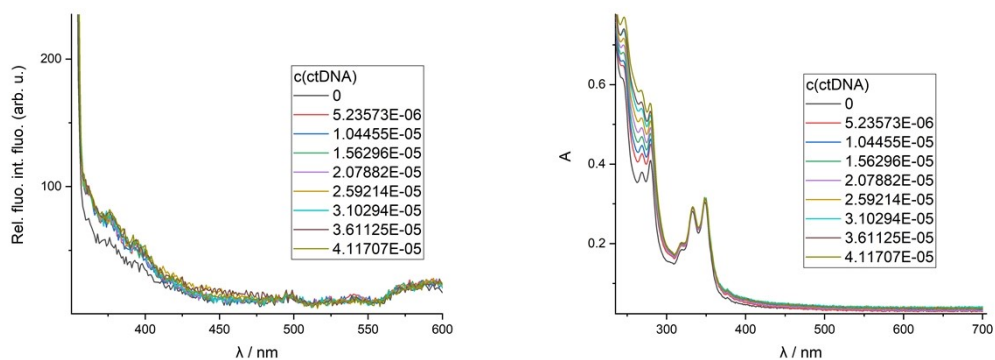 Rel. fluo. int. fluo. (arb. u.)
200
100
400
450
500
550
600
λ / nm
c(ctDNA)
0
5.23573E-06
1.04455E-05
1.56296E-05
2.07882E-05
2.59214E-05
3.10294E-05
3.61125E-05
4.11707E-05
A
0.6
0.4
0.2
300
400
500
600
700
λ / nm
c(ctDNA)
0
5.23573E-06
1.04455E-05
1.56296E-05
2.07882E-05
2.59214E-05
3.10294E-05
3.61125E-05
4.11707E-05